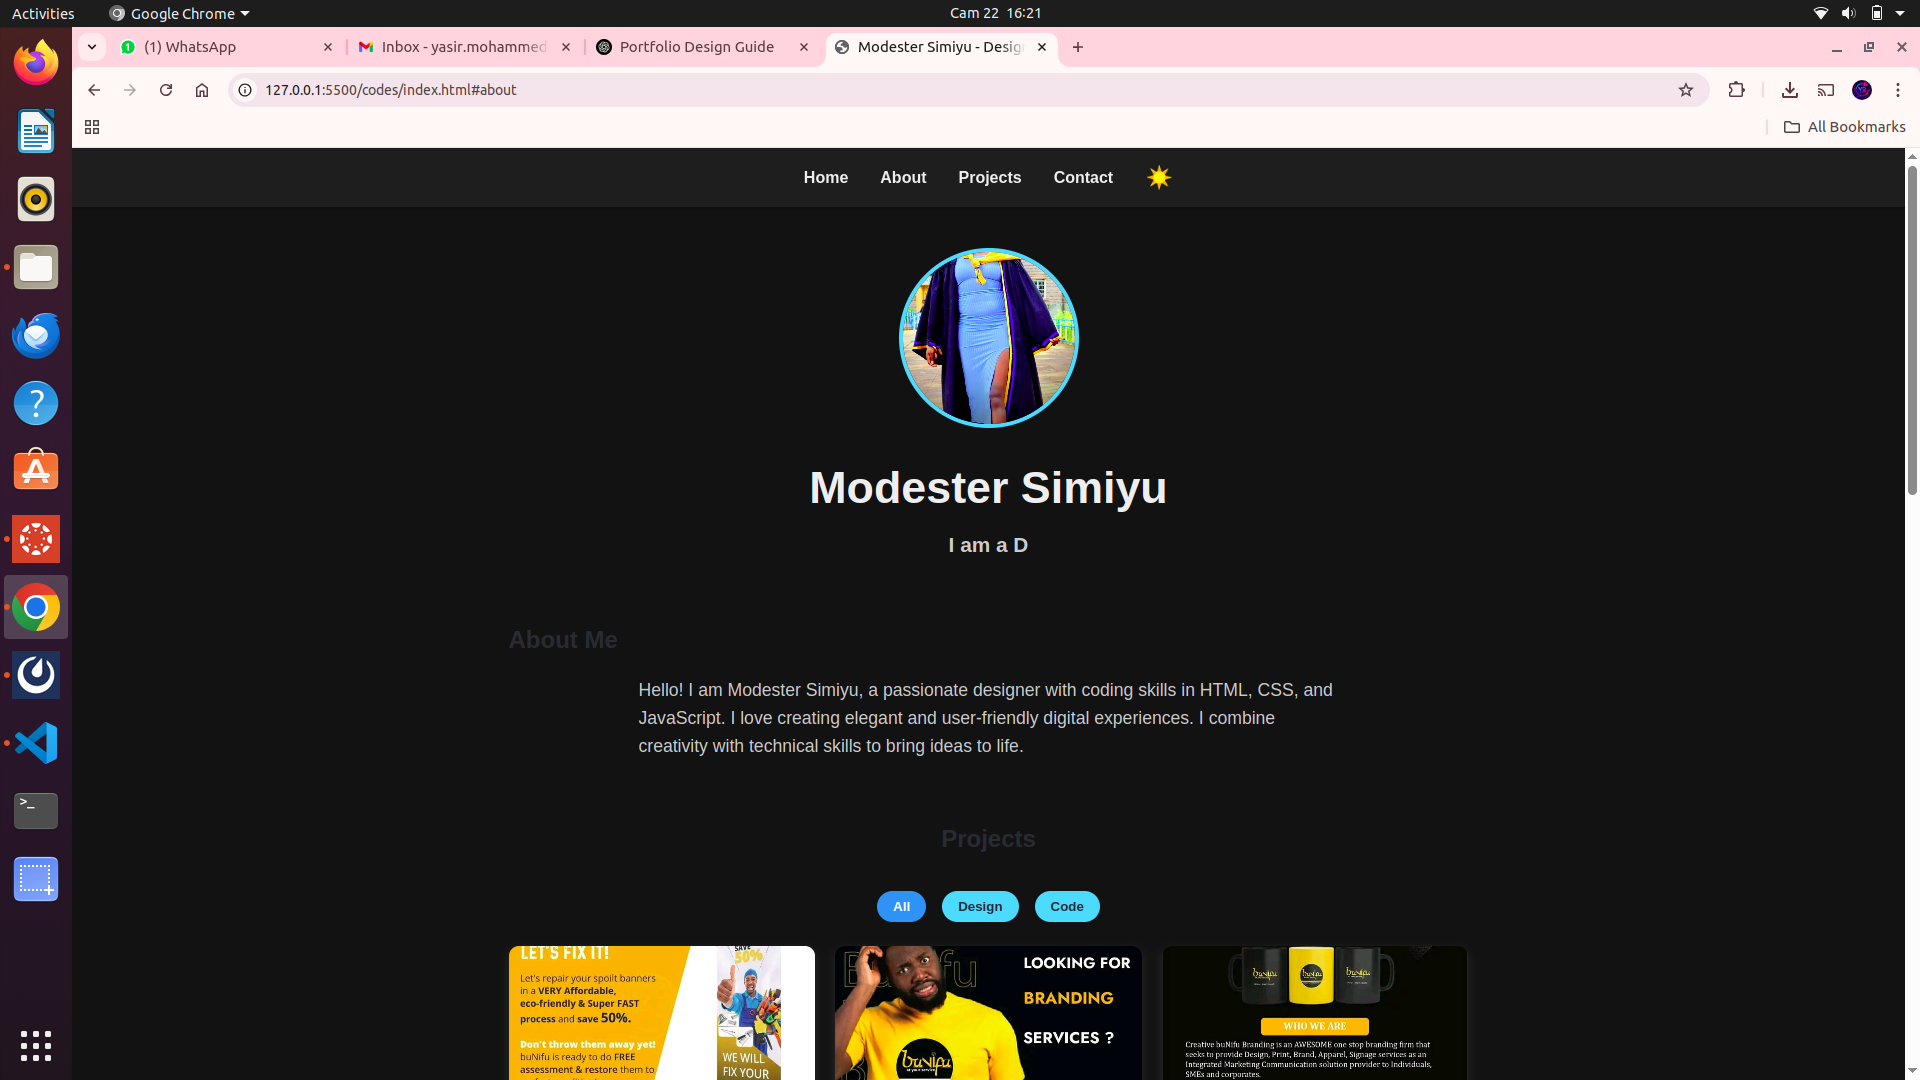 Activities
Google Chrome
Cam 22 16:21
(1) WhatsApp
Inbox - yasir.mohammed
Portfolio Design Guide
Modester Simiyu - Desig
127.0.0.1:5500/codes/index.html#about
All Bookmarks
Home
About
Projects
Contact
Modester Simiyu
I am a D
About Me
Hello! I am Modester Simiyu, a passionate designer with coding skills in HTML, CSS, and
JavaScript. I love creating elegant and user-friendly digital experiences. I combine
creativity with technical skills to bring ideas to life.
Projects
All
Design
Code
LET'S FIX IT!
Let's repair your spoilt banners
in a VERY Affordable,
eco-friendly & Super FAST
process and save 50%.
Don't throw them away yet!
buNifu is ready to do FREE
assessment & restore them to
SAVE
50%
WE WILL
FIX YOUR
LOOKING FOR
BRANDING
SERVICES ?
buNifu
buNifu
buNifu
buNifu
WHO WE ARE
Creative buNifu Branding is an AWESOME one stop branding firm that
seeks to provide Design, Print, Brand, Apparel, Signage services as an
Integrated Marketing Communication solution provider to Individuals,
SMEs and corporates.